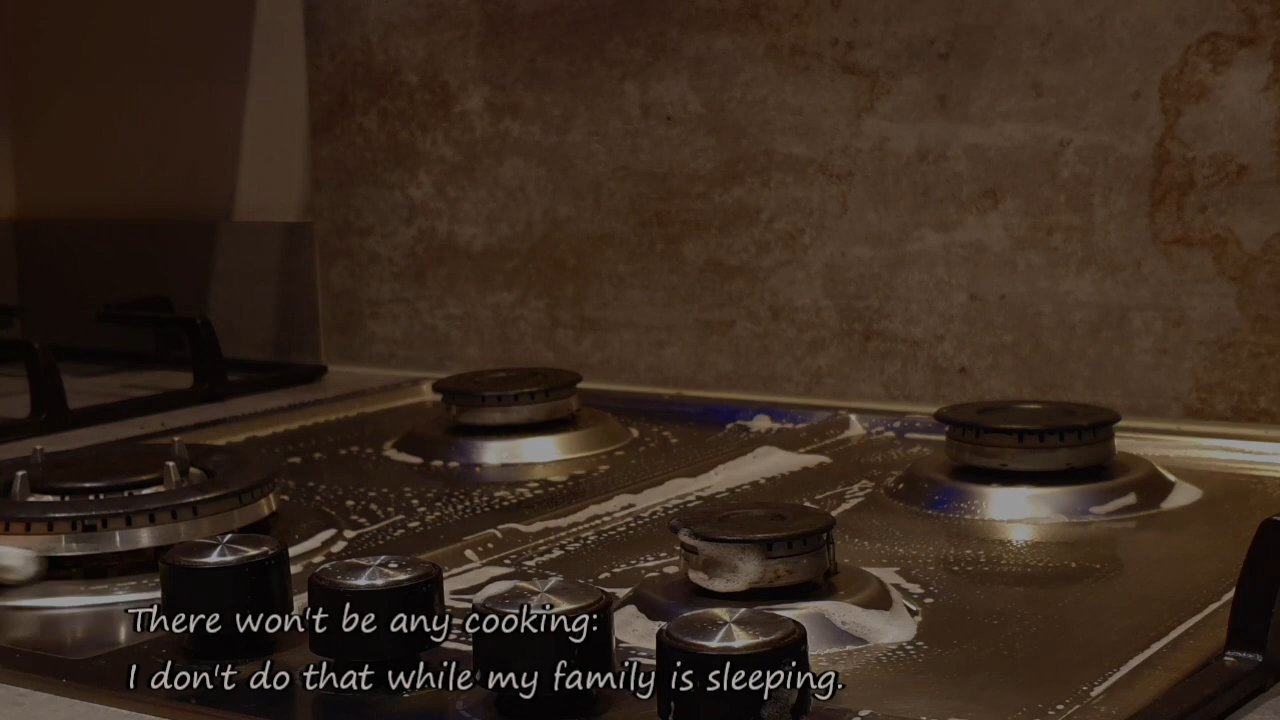 There won't be any cooking:
I don't do that while my family is sleeping.